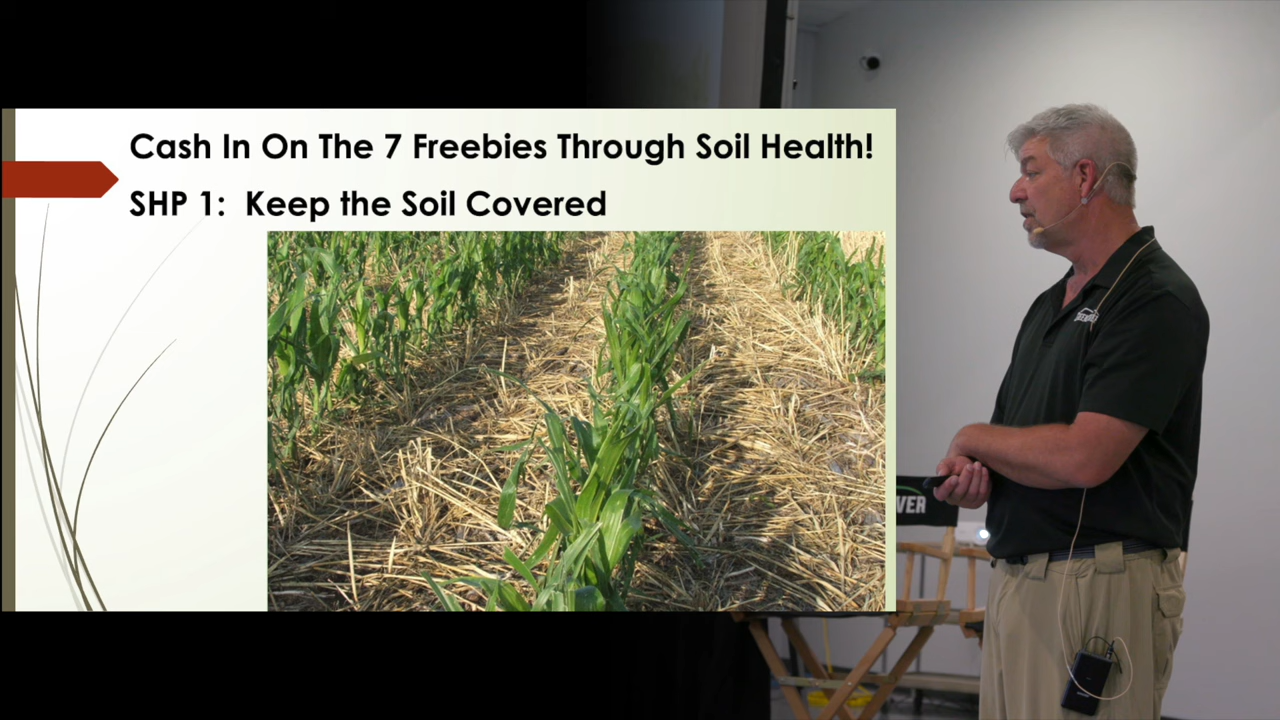 Cash In On The 7 Freebies Through Soil Health!
SHP 1: Keep the Soil Covered
VER